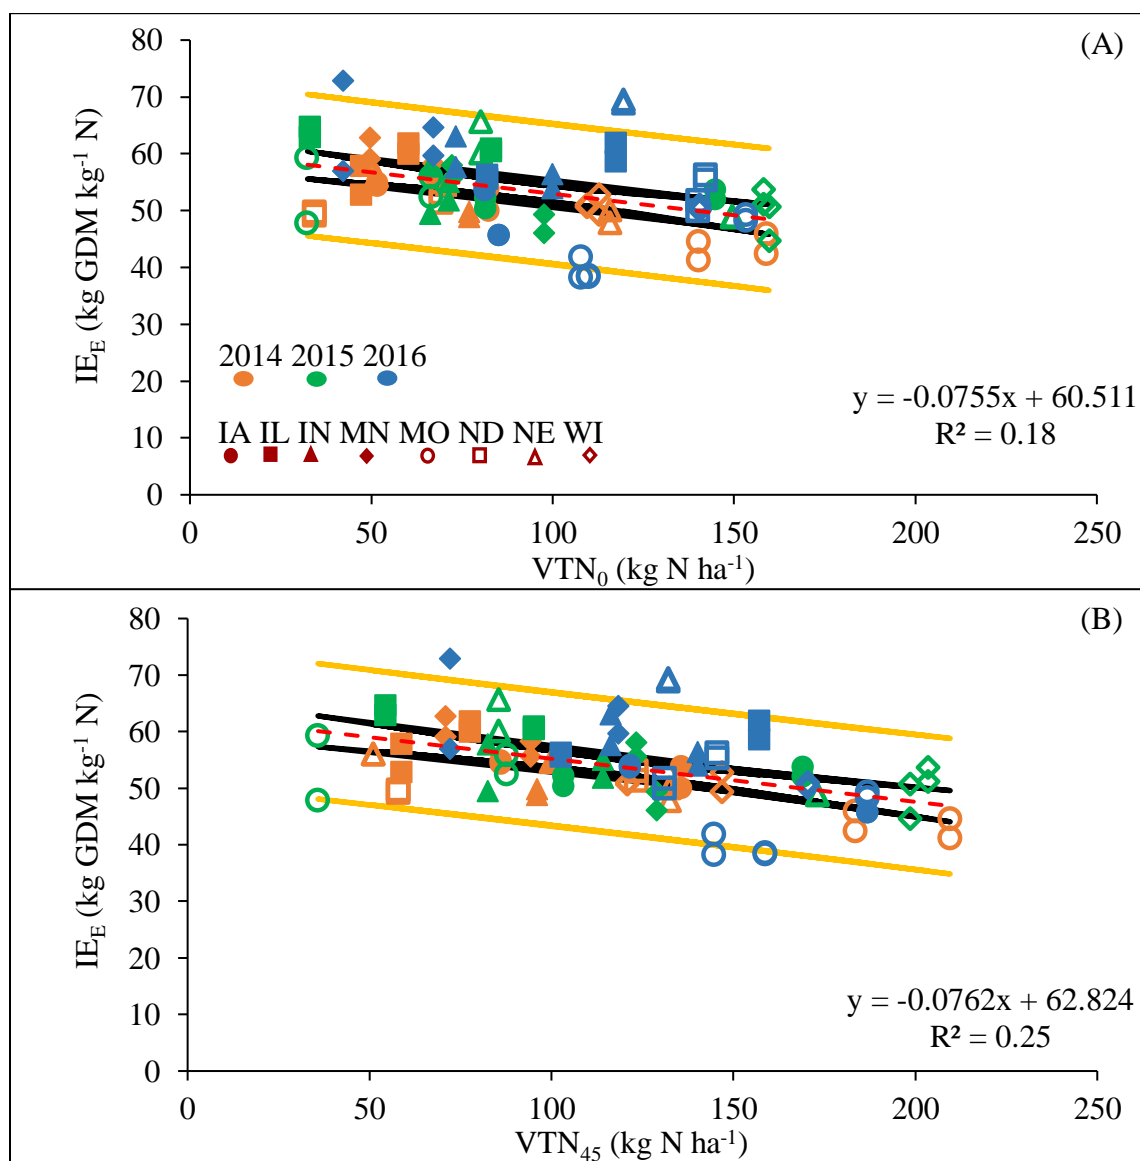 (A)
80
70
60
50
40
30
20
10
0
IE_E (kg GDM kg⁻¹ N)
2014 2015 2016
IA IL IN MN MO ND NE WI
y = -0.0755x + 60.511
R² = 0.18
0 50 100 150 200 250
VTN₀ (kg N ha⁻¹)
(B)
80
70
60
50
40
30
20
10
0
IE_E (kg GDM kg⁻¹ N)
y = -0.0762x + 62.824
R² = 0.25
0 50 100 150 200 250
VTN₄₅ (kg N ha⁻¹)